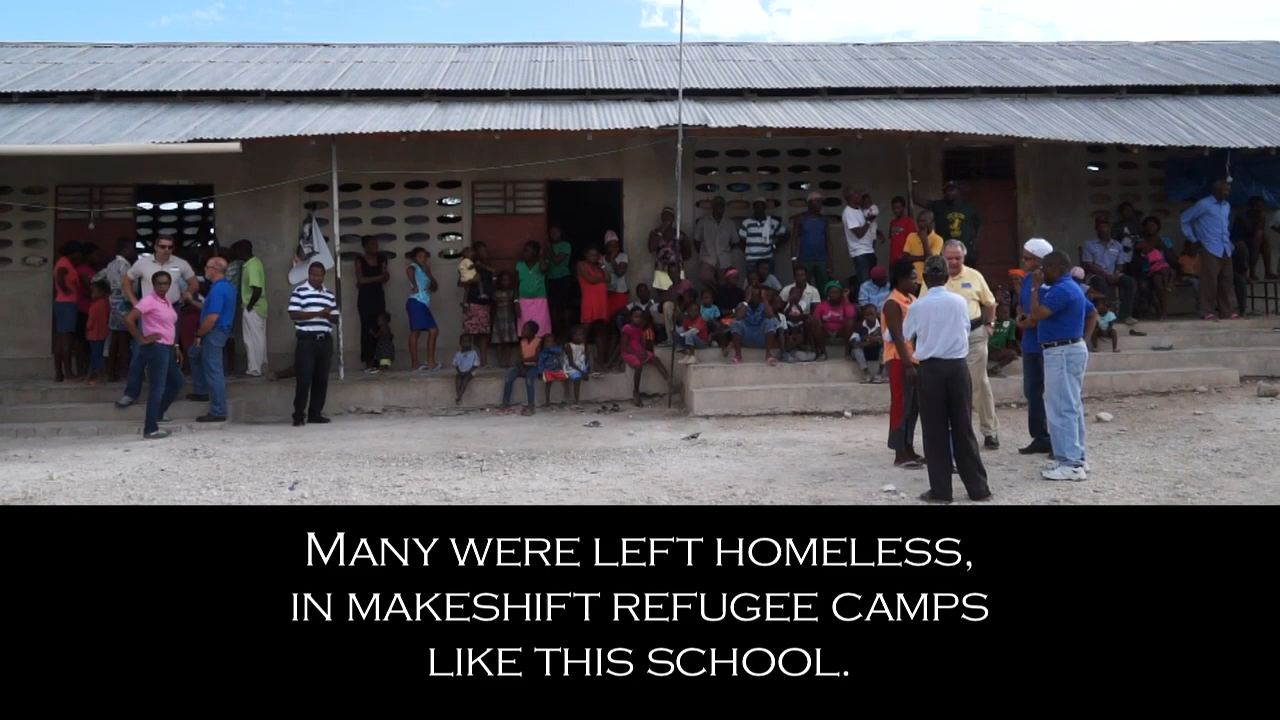 Many were left homeless,
in makeshift refugee camps
like this school.